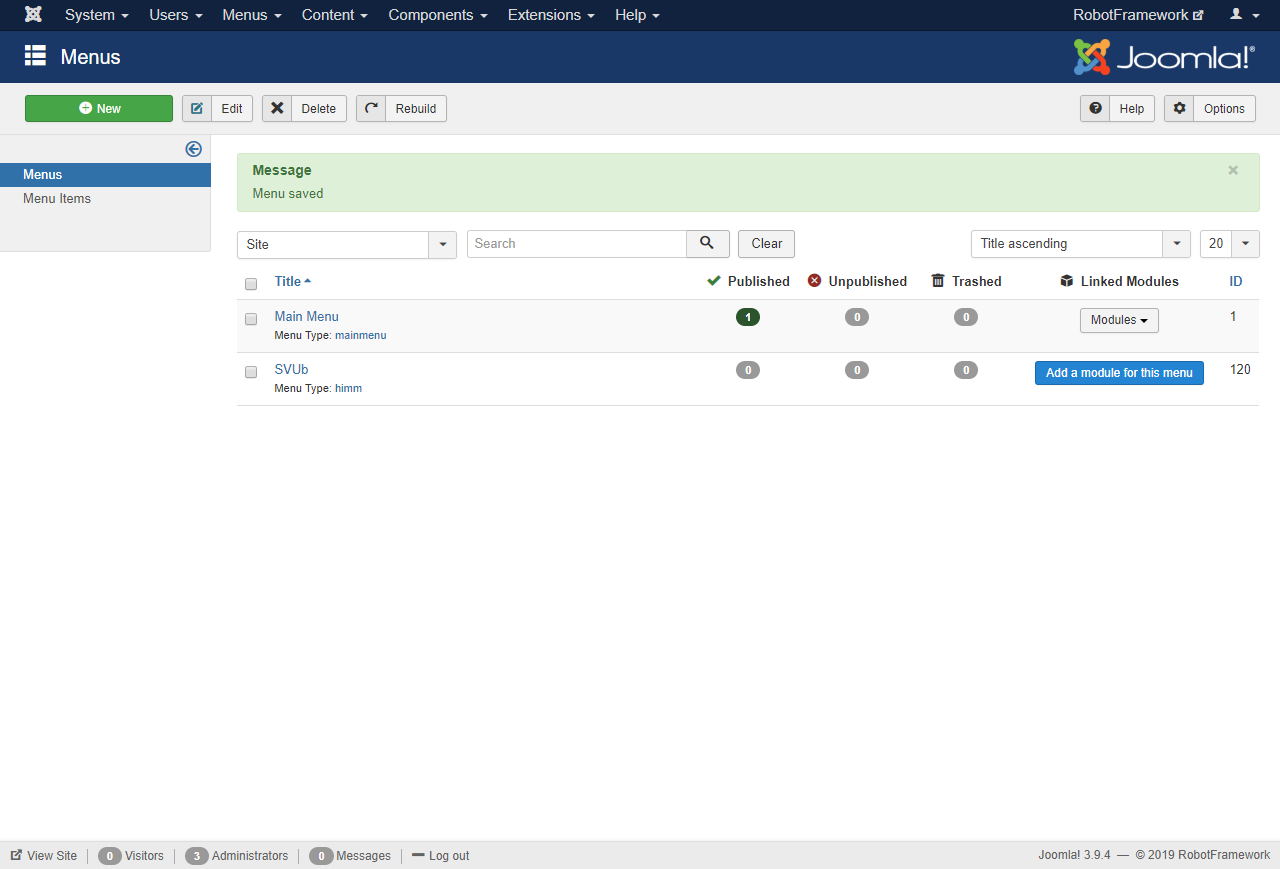 System Users Menus Content Components Extensions Help RobotFramework
Menus Joomla!®
New Edit Delete Rebuild Help Options
Menus
Menu Items
Message ×
Menu saved
Site Search Clear Title ascending 20
Title Published Unpublished Trashed Linked Modules ID
Main Menu 1 0 0 Modules 1
Menu Type: mainmenu
SVUb 0 0 0 Add a module for this menu 120
Menu Type: himm
View Site 0 Visitors 3 Administrators 0 Messages Log out Joomla! 3.9.4 — © 2019 RobotFramework